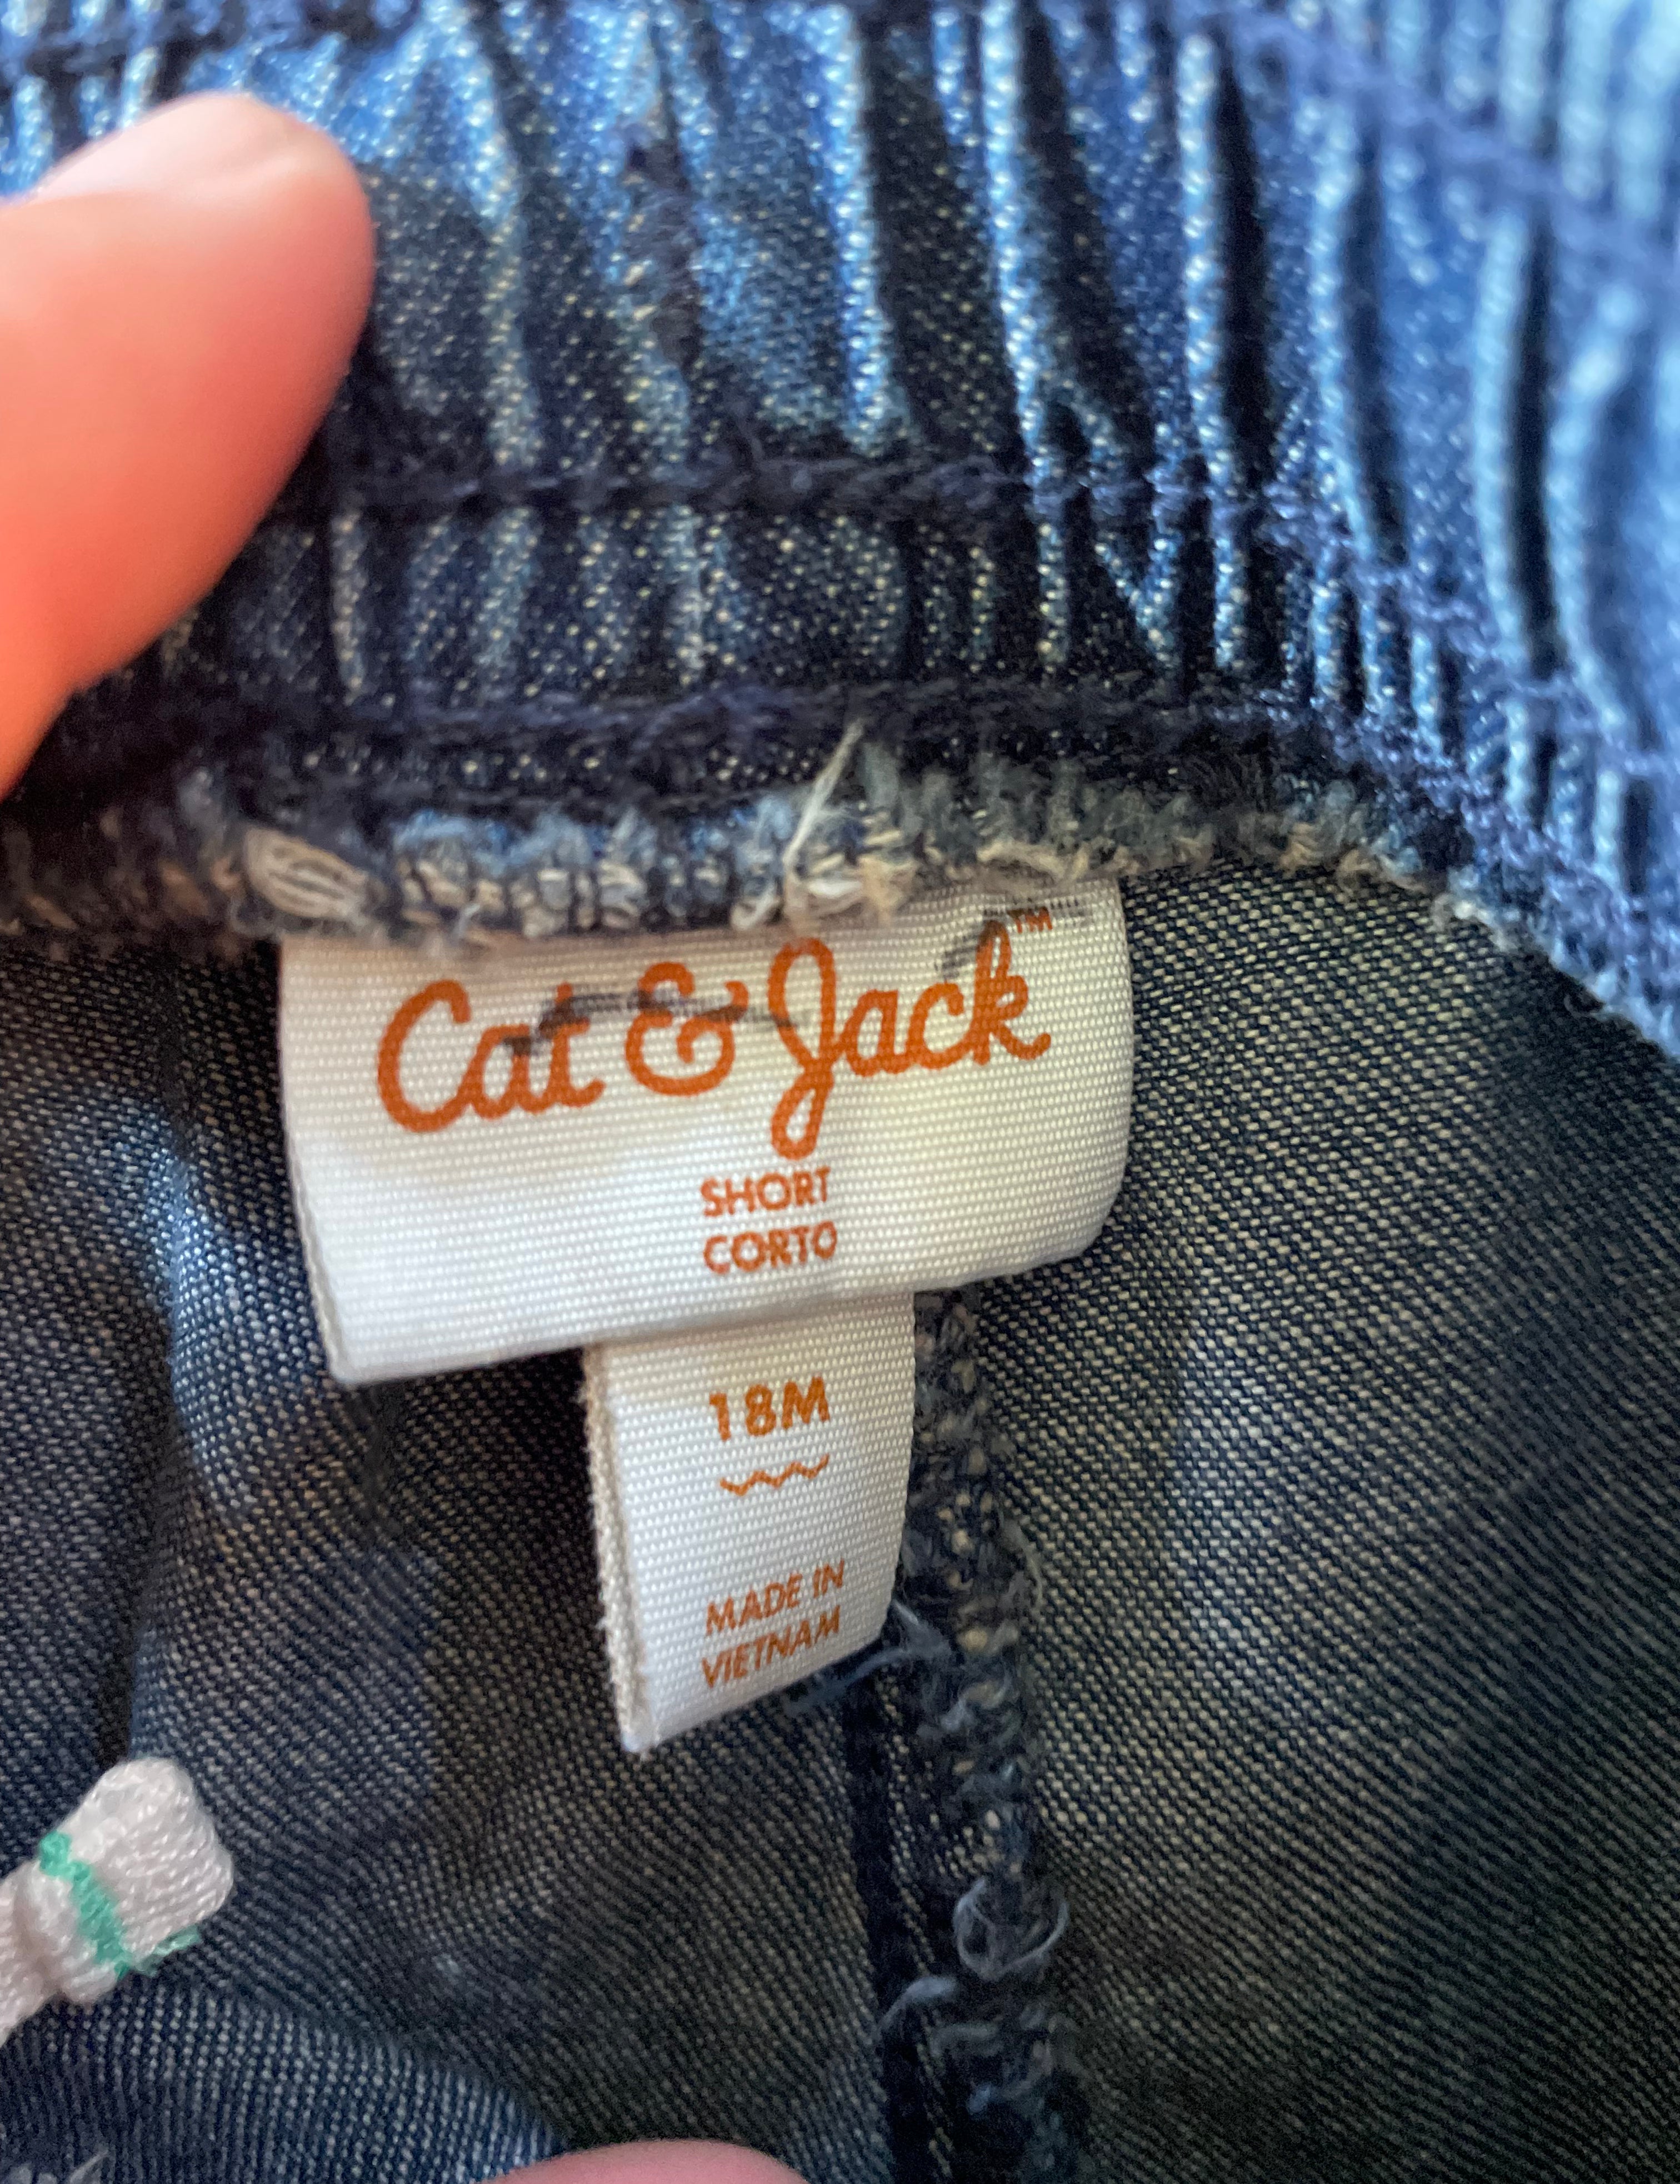 Cat & Jack™
SHORT
CORTO
18M
MADE IN
VIETNAM